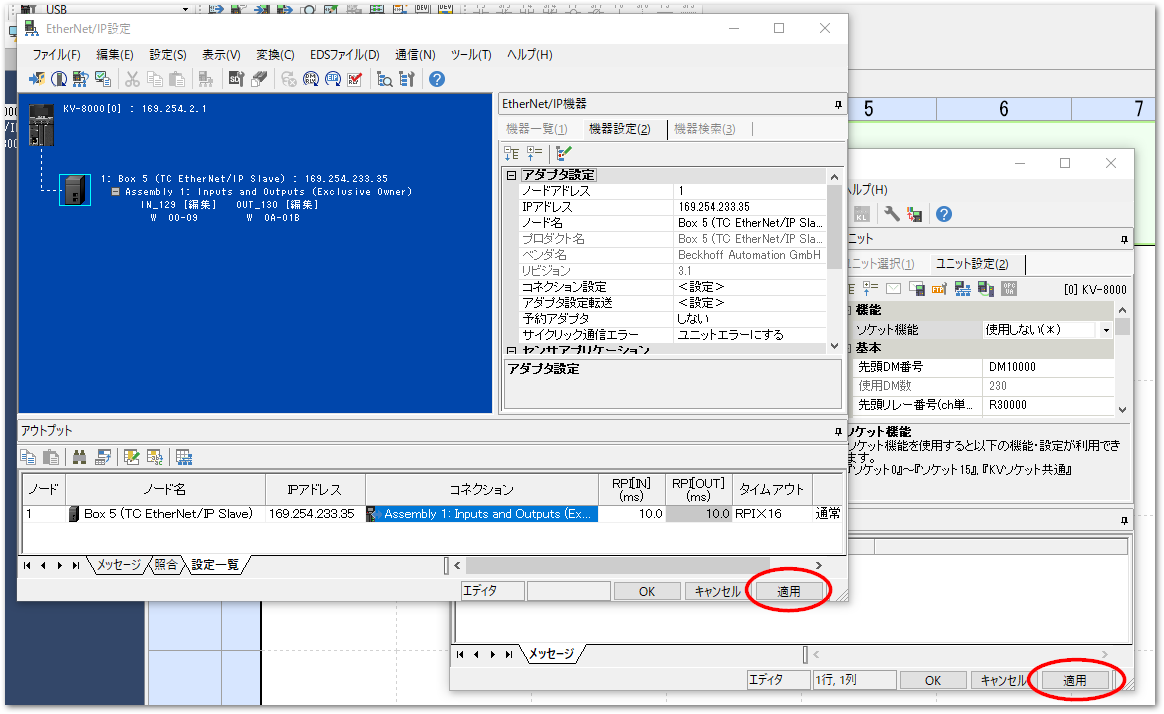 USB
EtherNet/IP設定
ファイル(F) 編集(E) 設定(S) 表示(V) 変換(C) EDSファイル(D) 通信(N) ツール(T) ヘルプ(H)
KV-8000[0] : 169.254.2.1
1: Box 5 (TC EtherNet/IP Slave) : 169.254.233.35
Assembly 1: Inputs and Outputs (Exclusive Owner)
IN_129 [編集] OUT_130 [編集]
W 00-09 W 0A-01B
EtherNet/IP機器
機器一覧(1) 機器設定(2) 機器検索(3)
アダプタ設定
ノードアドレス 1
IPアドレス 169.254.233.35
ノード名 Box 5 (TC EtherNet/IP Sla...
プロダクト名 Box 5 (TC EtherNet/IP Sla...
ベンダ名 Beckhoff Automation GmbH
リビジョン 3.1
コネクション設定 <設定>
アダプタ設定転送 <設定>
予約アダプタ しない
サイクリック通信エラー ユニットエラーにする
センサアプリケーション
アダプタ設定
アウトプット
ノード ノード名 IPアドレス コネクション RPI[IN](ms) RPI[OUT](ms) タイムアウト
1 Box 5 (TC EtherNet/IP Slave) 169.254.233.35 Assembly 1: Inputs and Outputs (Ex... 10.0 10.0 RPI×16 通常
メッセージ 照合 設定一覧
エディタ OK キャンセル 適用
5 6 7
ルプ(H)
ニット
ユニット選択(1) ユニット設定(2)
[0] KV-8000
機能
ソケット機能 使用しない(*)
基本
先頭DM番号 DM10000
使用DM数 230
先頭リレー番号(ch単... R30000
ソケット機能
ソケット機能を使用すると以下の機能・設定が利用でき
ます。
『ソケット0』～『ソケット15』、『KVソケット共通』
メッセージ
エディタ 1行, 1列 OK キャンセル 適用